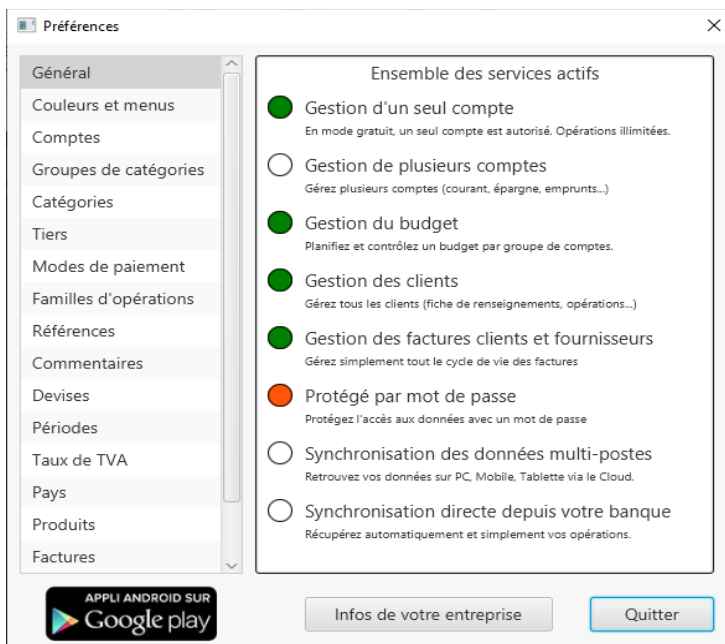 Préférences
Général
Couleurs et menus
Comptes
Groupes de catégories
Catégories
Tiers
Modes de paiement
Familles d'opérations
Références
Commentaires
Devises
Périodes
Taux de TVA
Pays
Produits
Factures
Ensemble des services actifs
Gestion d'un seul compte
En mode gratuit, un seul compte est autorisé. Opérations illimitées.
Gestion de plusieurs comptes
Gérez plusieurs comptes (courant, épargne, emprunts...)
Gestion du budget
Planifiez et contrôlez un budget par groupe de comptes.
Gestion des clients
Gérez tous les clients (fiche de renseignements, opérations...)
Gestion des factures clients et fournisseurs
Gérez simplement tout le cycle de vie des factures
Protégé par mot de passe
Protégez l'accès aux données avec un mot de passe
Synchronisation des données multi-postes
Retrouvez vos données sur PC, Mobile, Tablette via le Cloud.
Synchronisation directe depuis votre banque
Récupérez automatiquement et simplement vos opérations.
APPLI ANDROID SUR
Google play
Infos de votre entreprise
Quitter